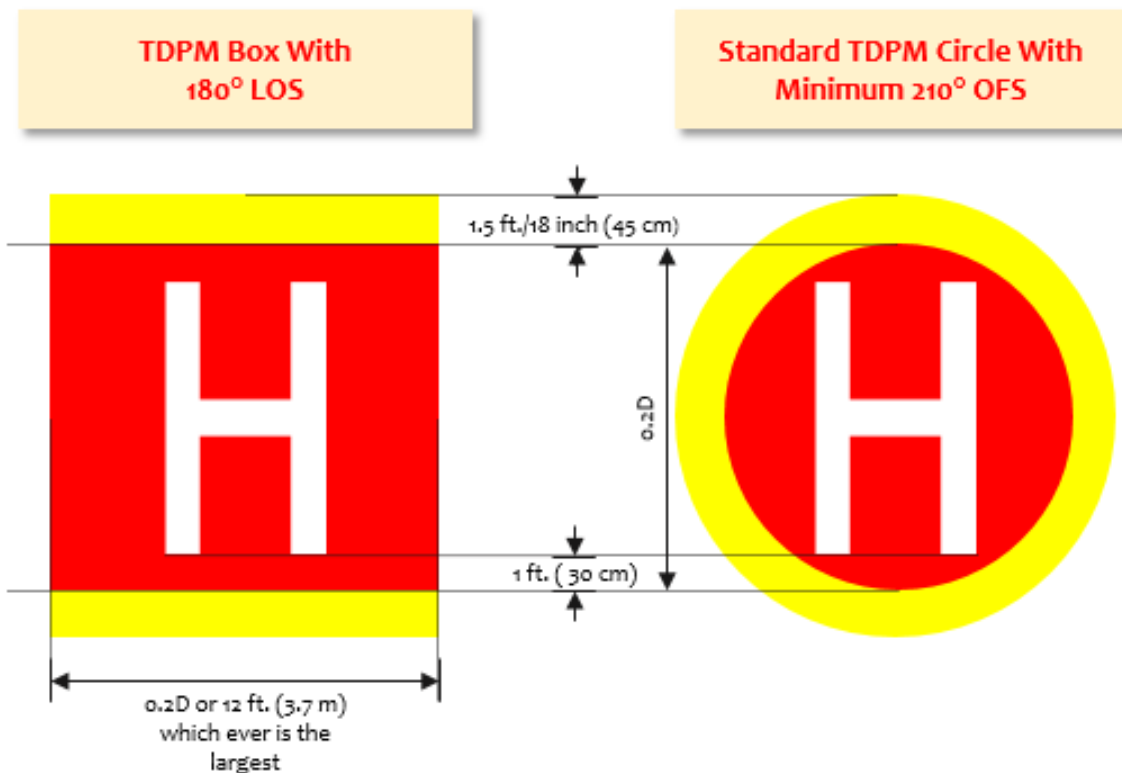 TDPM Box With
180° LOS
Standard TDPM Circle With
Minimum 210° OFS
1.5 ft./18 inch (45 cm)
H
0.2D
H
1 ft. ( 30 cm)
0.2D or 12 ft. (3.7 m)
which ever is the
largest